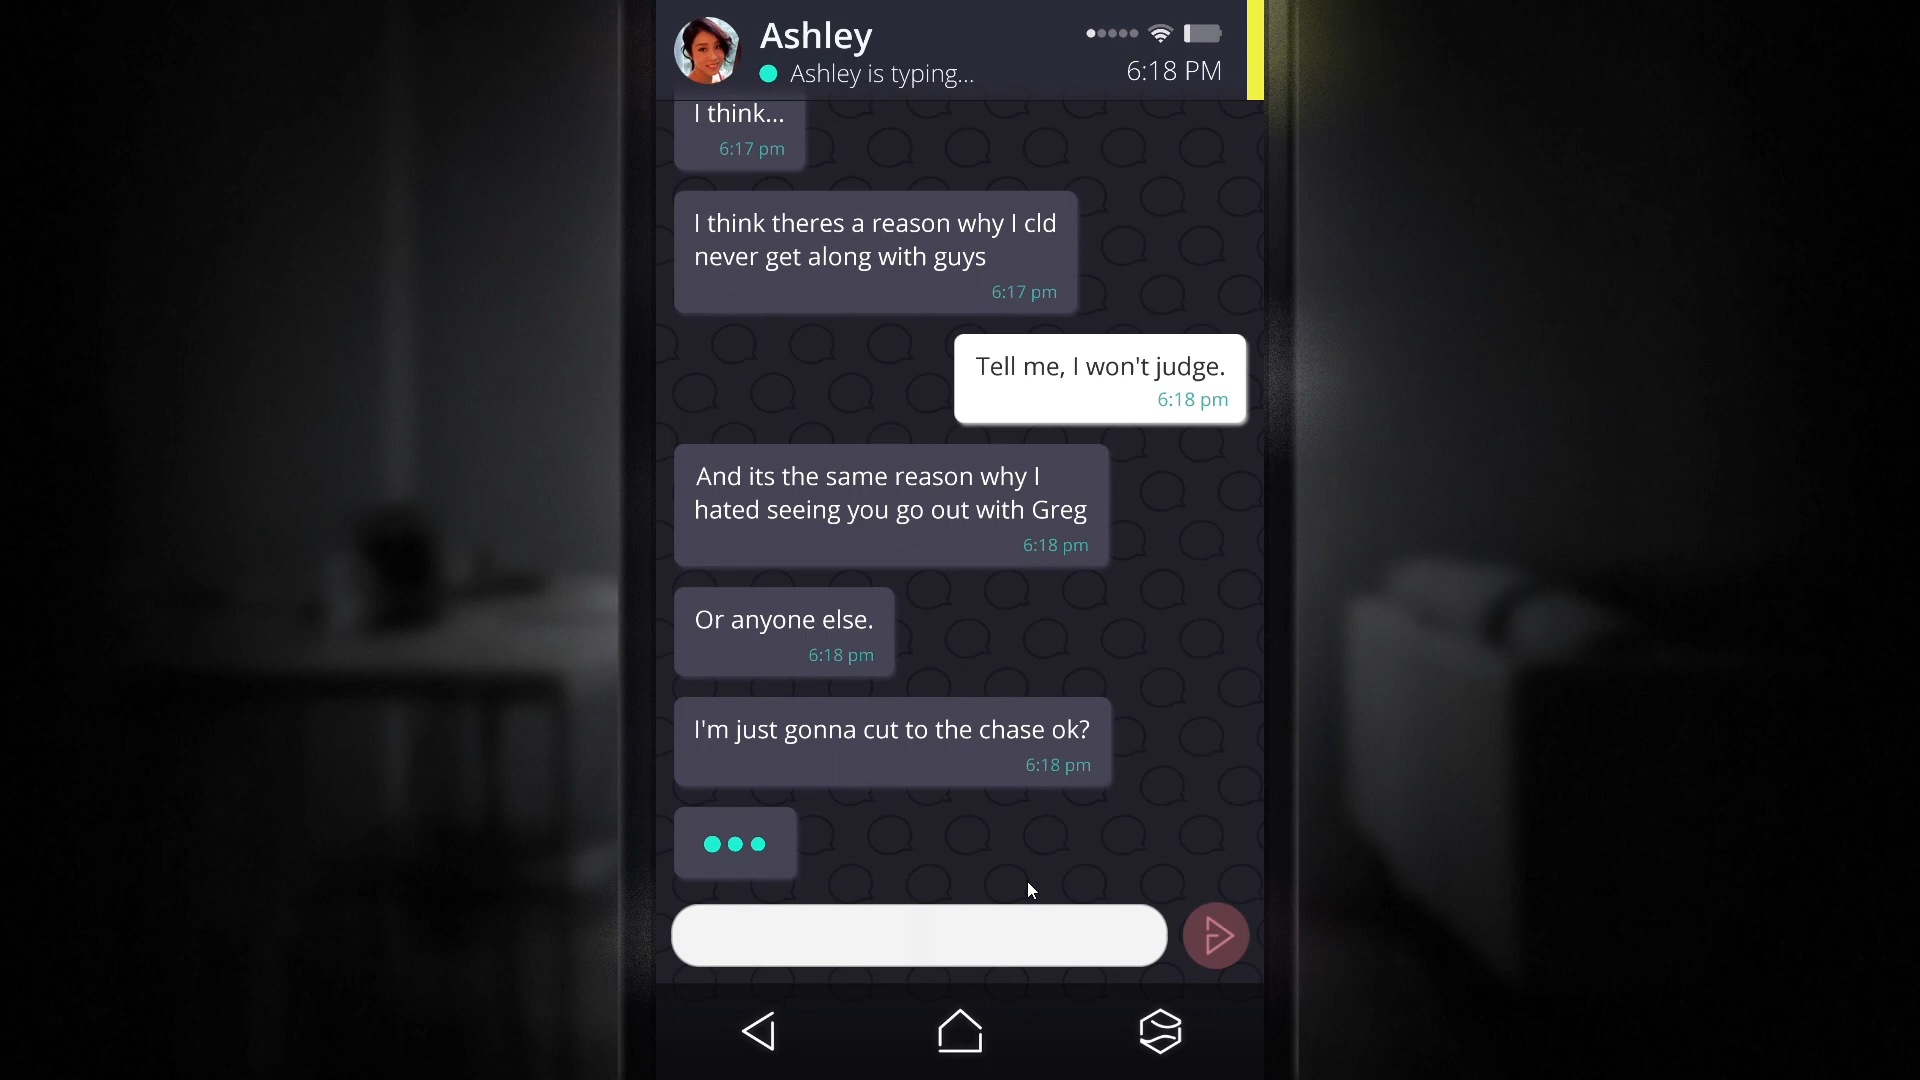 Ashley
Ashley is typing...
6:18 PM
I think...
6:17 pm
I think theres a reason why I cld
never get along with guys
6:17 pm
Tell me, I won't judge.
6:18 pm
And its the same reason why I
hated seeing you go out with Greg
6:18 pm
Or anyone else.
6:18 pm
I'm just gonna cut to the chase ok?
6:18 pm